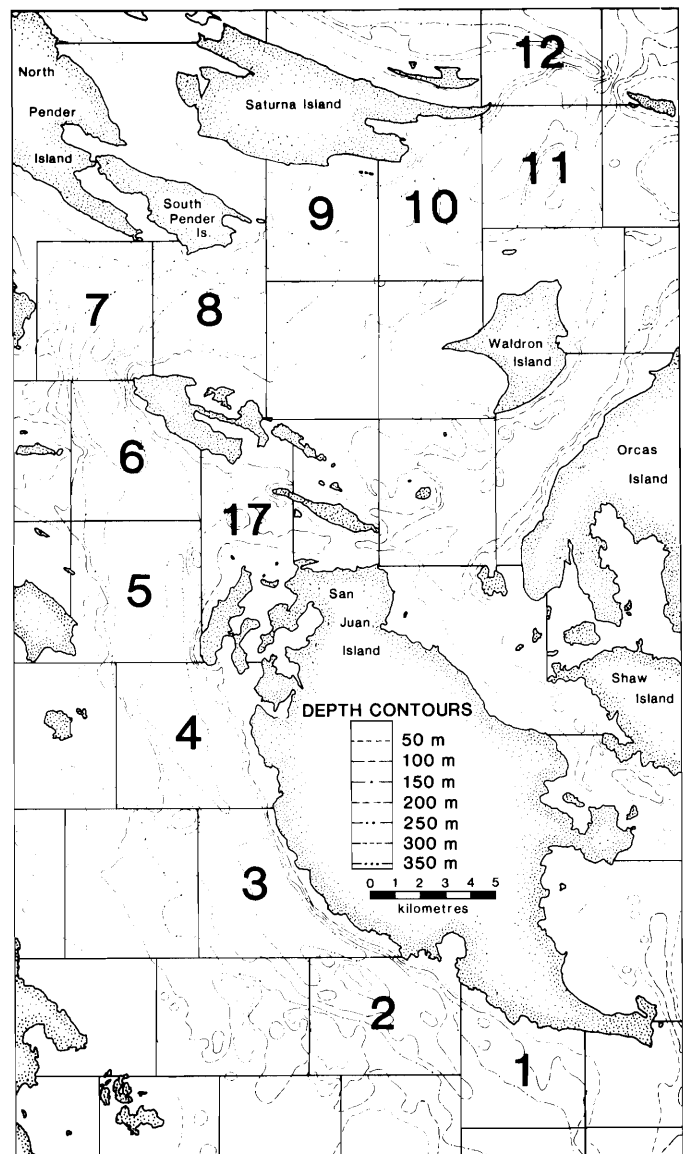 12
North
Pender
Island
Saturna Island
11
South
Pender
Is.
9
10
7
8
Waldron
Island
6
Orcas
Island
17
5
San
Juan
Island
Shaw
Island
4
DEPTH CONTOURS
50 m
100 m
150 m
200 m
250 m
300 m
350 m
0 1 2 3 4 5
kilometres
3
2
1